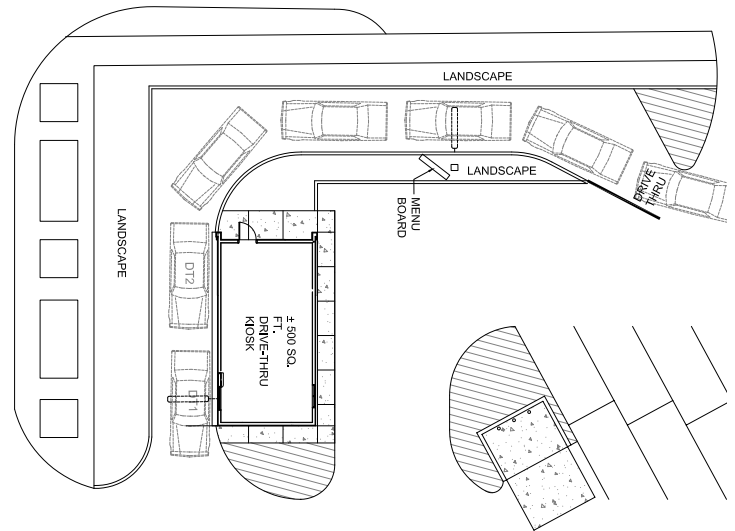 LANDSCAPE
LANDSCAPE
DRIVE
THRU
MENU
BOARD
LANDSCAPE
DT2
± 500 SQ.
FT.
DRIVE-THRU
KIOSK
DT1